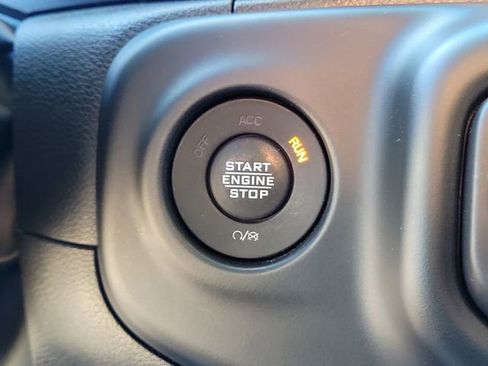 OFF ACC RUN
START
ENGINE
STOP